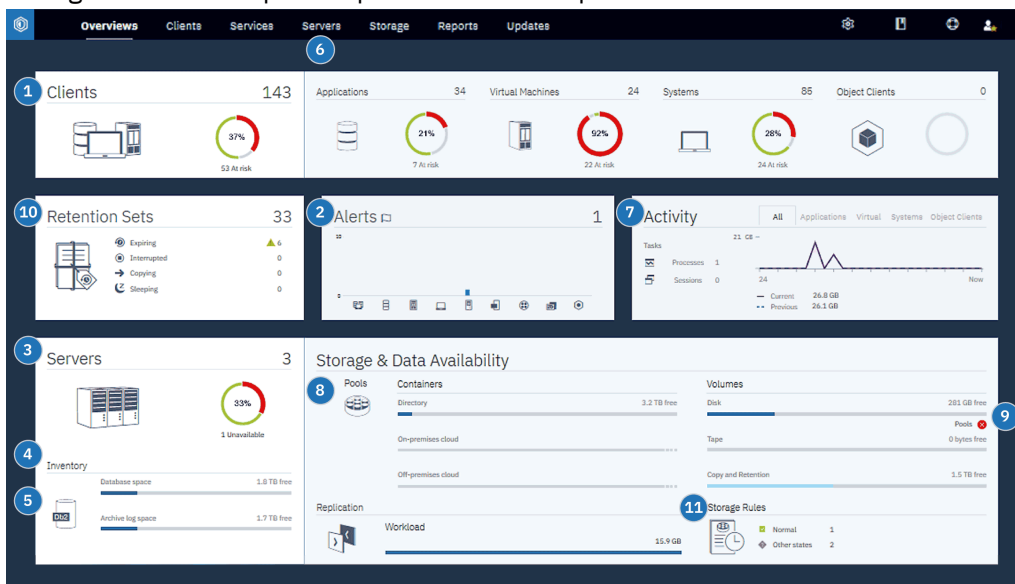 Overviews Clients Services Servers Storage Reports Updates
6
1 Clients 143
37%
53 At risk
Applications 34
21%
7 At risk
Virtual Machines 24
92%
22 At risk
Systems 85
28%
24 At risk
Object Clients 0
10 Retention Sets 33
Expiring 6
Interrupted 0
Copying 0
Sleeping 0
2 Alerts 1
7 Activity
All Applications Virtual Systems Object Clients
Tasks
Processes 1
Sessions 0
21 GB
24 Now
Current 26.8 GB
Previous 26.1 GB
3 Servers 3
33%
1 Unavailable
4
Inventory
Database space 1.8 TB free
5
Db2
Archive log space 1.7 TB free
Storage & Data Availability
8
Pools
Containers
Directory 3.2 TB free
On-premises cloud
Off-premises cloud
Volumes
Disk 281 GB free
Pools
9
Tape 0 bytes free
Copy and Retention 1.5 TB free
Replication
Workload
15.9 GB
11 Storage Rules
Normal 1
Other states 2